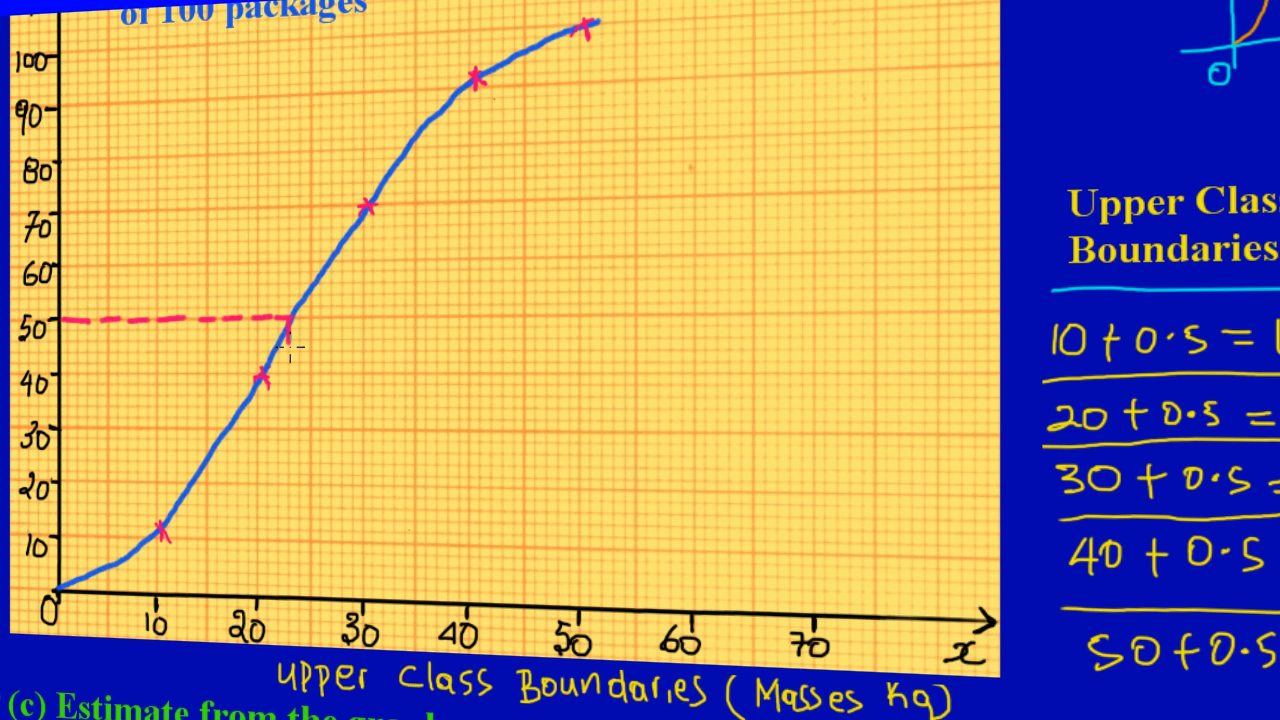 of 100 packages
100
90
80
70
60
50
40
30
20
10
0
10 20 30 40 50 60 70 x
Upper Class Boundaries (Masses Kg)
(c) Estimate from the
0
Upper Clas
Boundaries
10 + 0.5 = 1
20 + 0.5 =
30 + 0.5 =
40 + 0.5
50 + 0.5